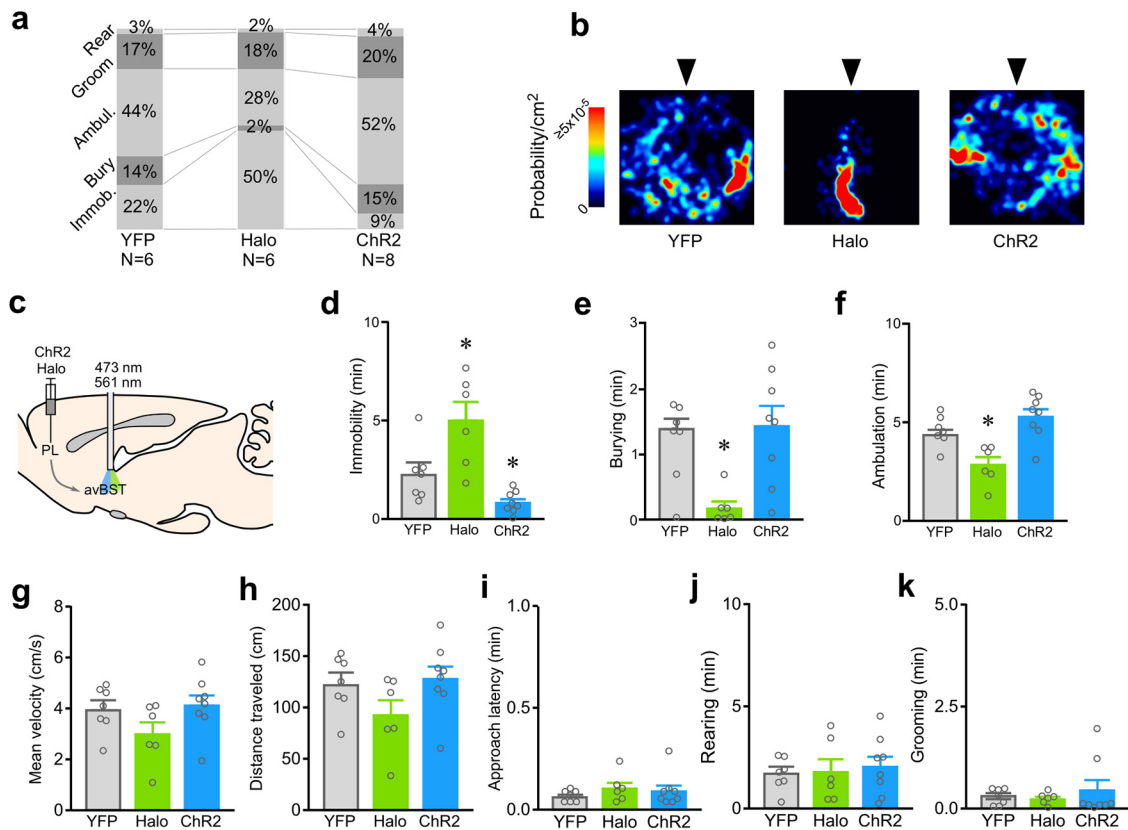 a
Rear
Groom
Ambul.
Bury
Immob.
3%
17%
44%
14%
22%
2%
18%
28%
2%
50%
4%
20%
52%
15%
9%
YFP
N=6
Halo
N=6
ChR2
N=8
b
Probability/cm²
≥5x10⁻⁵
0
YFP
Halo
ChR2
c
ChR2
Halo
473 nm
561 nm
PL
avBST
d
Immobility (min)
10
5
0
*
*
YFP
Halo
ChR2
e
Burying (min)
3
2
1
0
*
YFP
Halo
ChR2
f
Ambulation (min)
10
5
0
*
YFP
Halo
ChR2
g
Mean velocity (cm/s)
8
6
4
2
0
YFP
Halo
ChR2
h
Distance traveled (cm)
200
150
100
50
0
YFP
Halo
ChR2
i
Approach latency (min)
1.0
0.5
0.0
YFP
Halo
ChR2
j
Rearing (min)
10
5
0
YFP
Halo
ChR2
k
Grooming (min)
5.0
2.5
0.0
YFP
Halo
ChR2